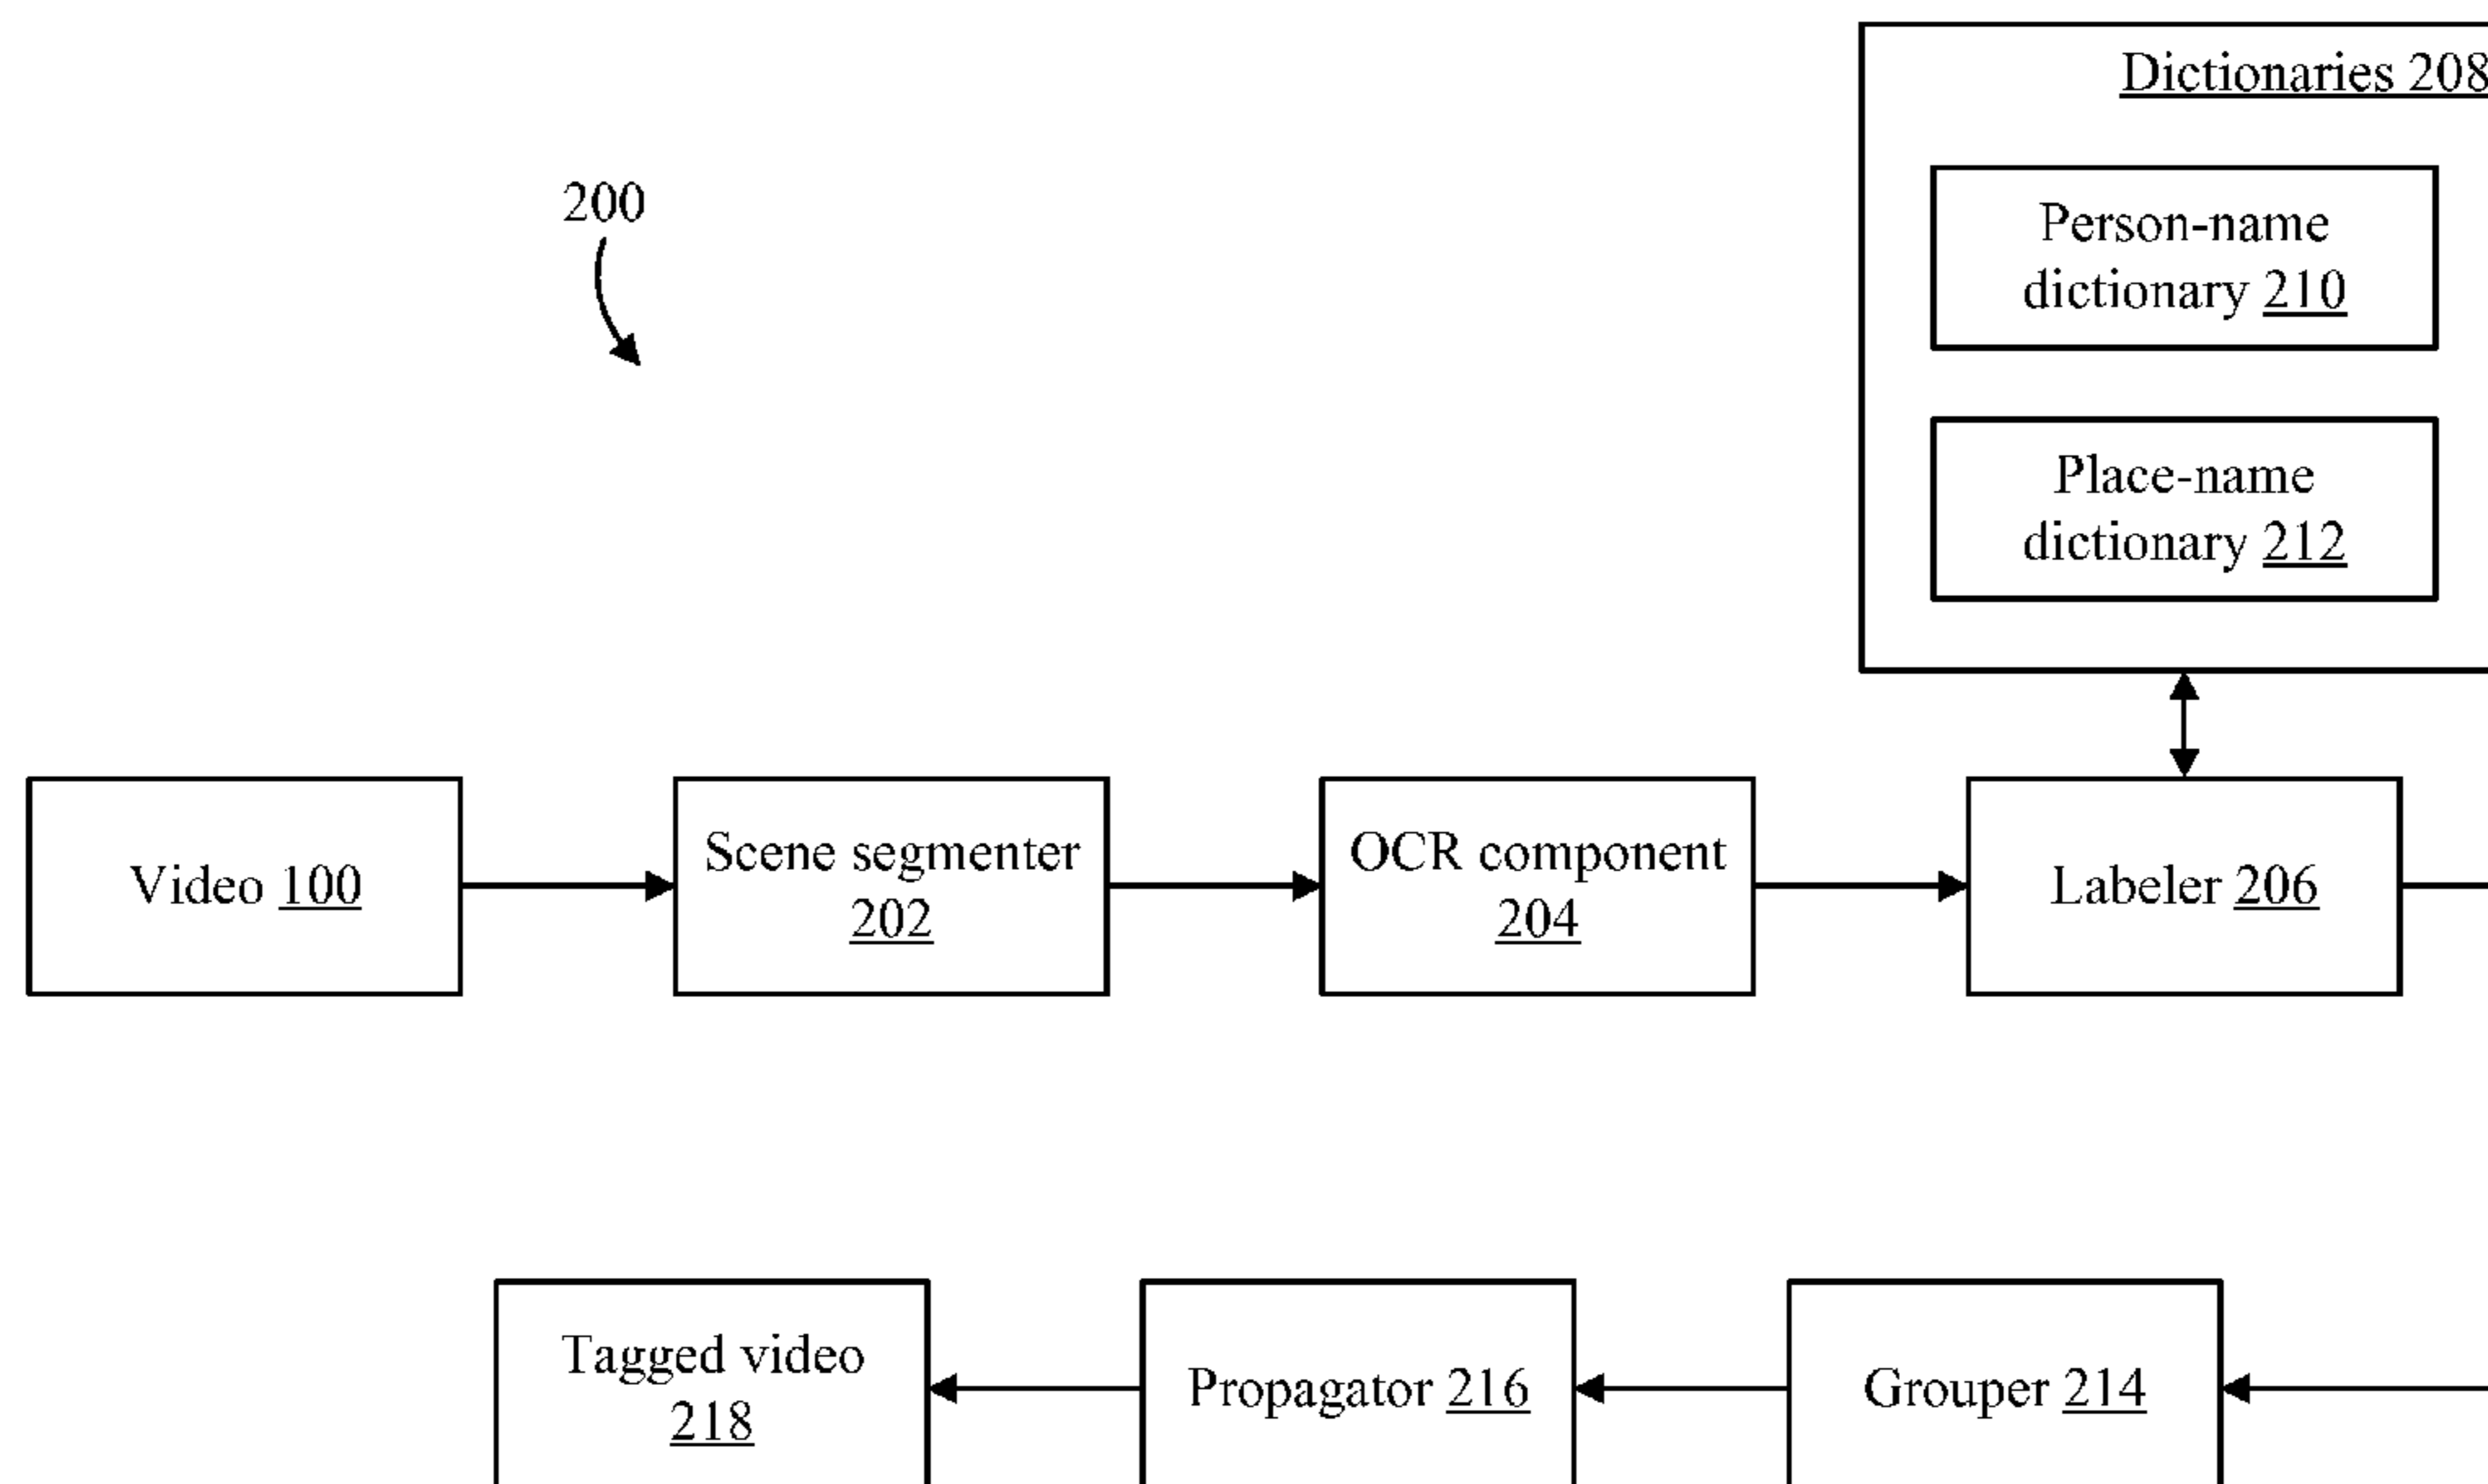 Dictionaries 208
200
Person-name
dictionary 210
Place-name
dictionary 212
Video 100
Scene segmenter
202
OCR component
204
Labeler 206
Tagged video
218
Propagator 216
Grouper 214